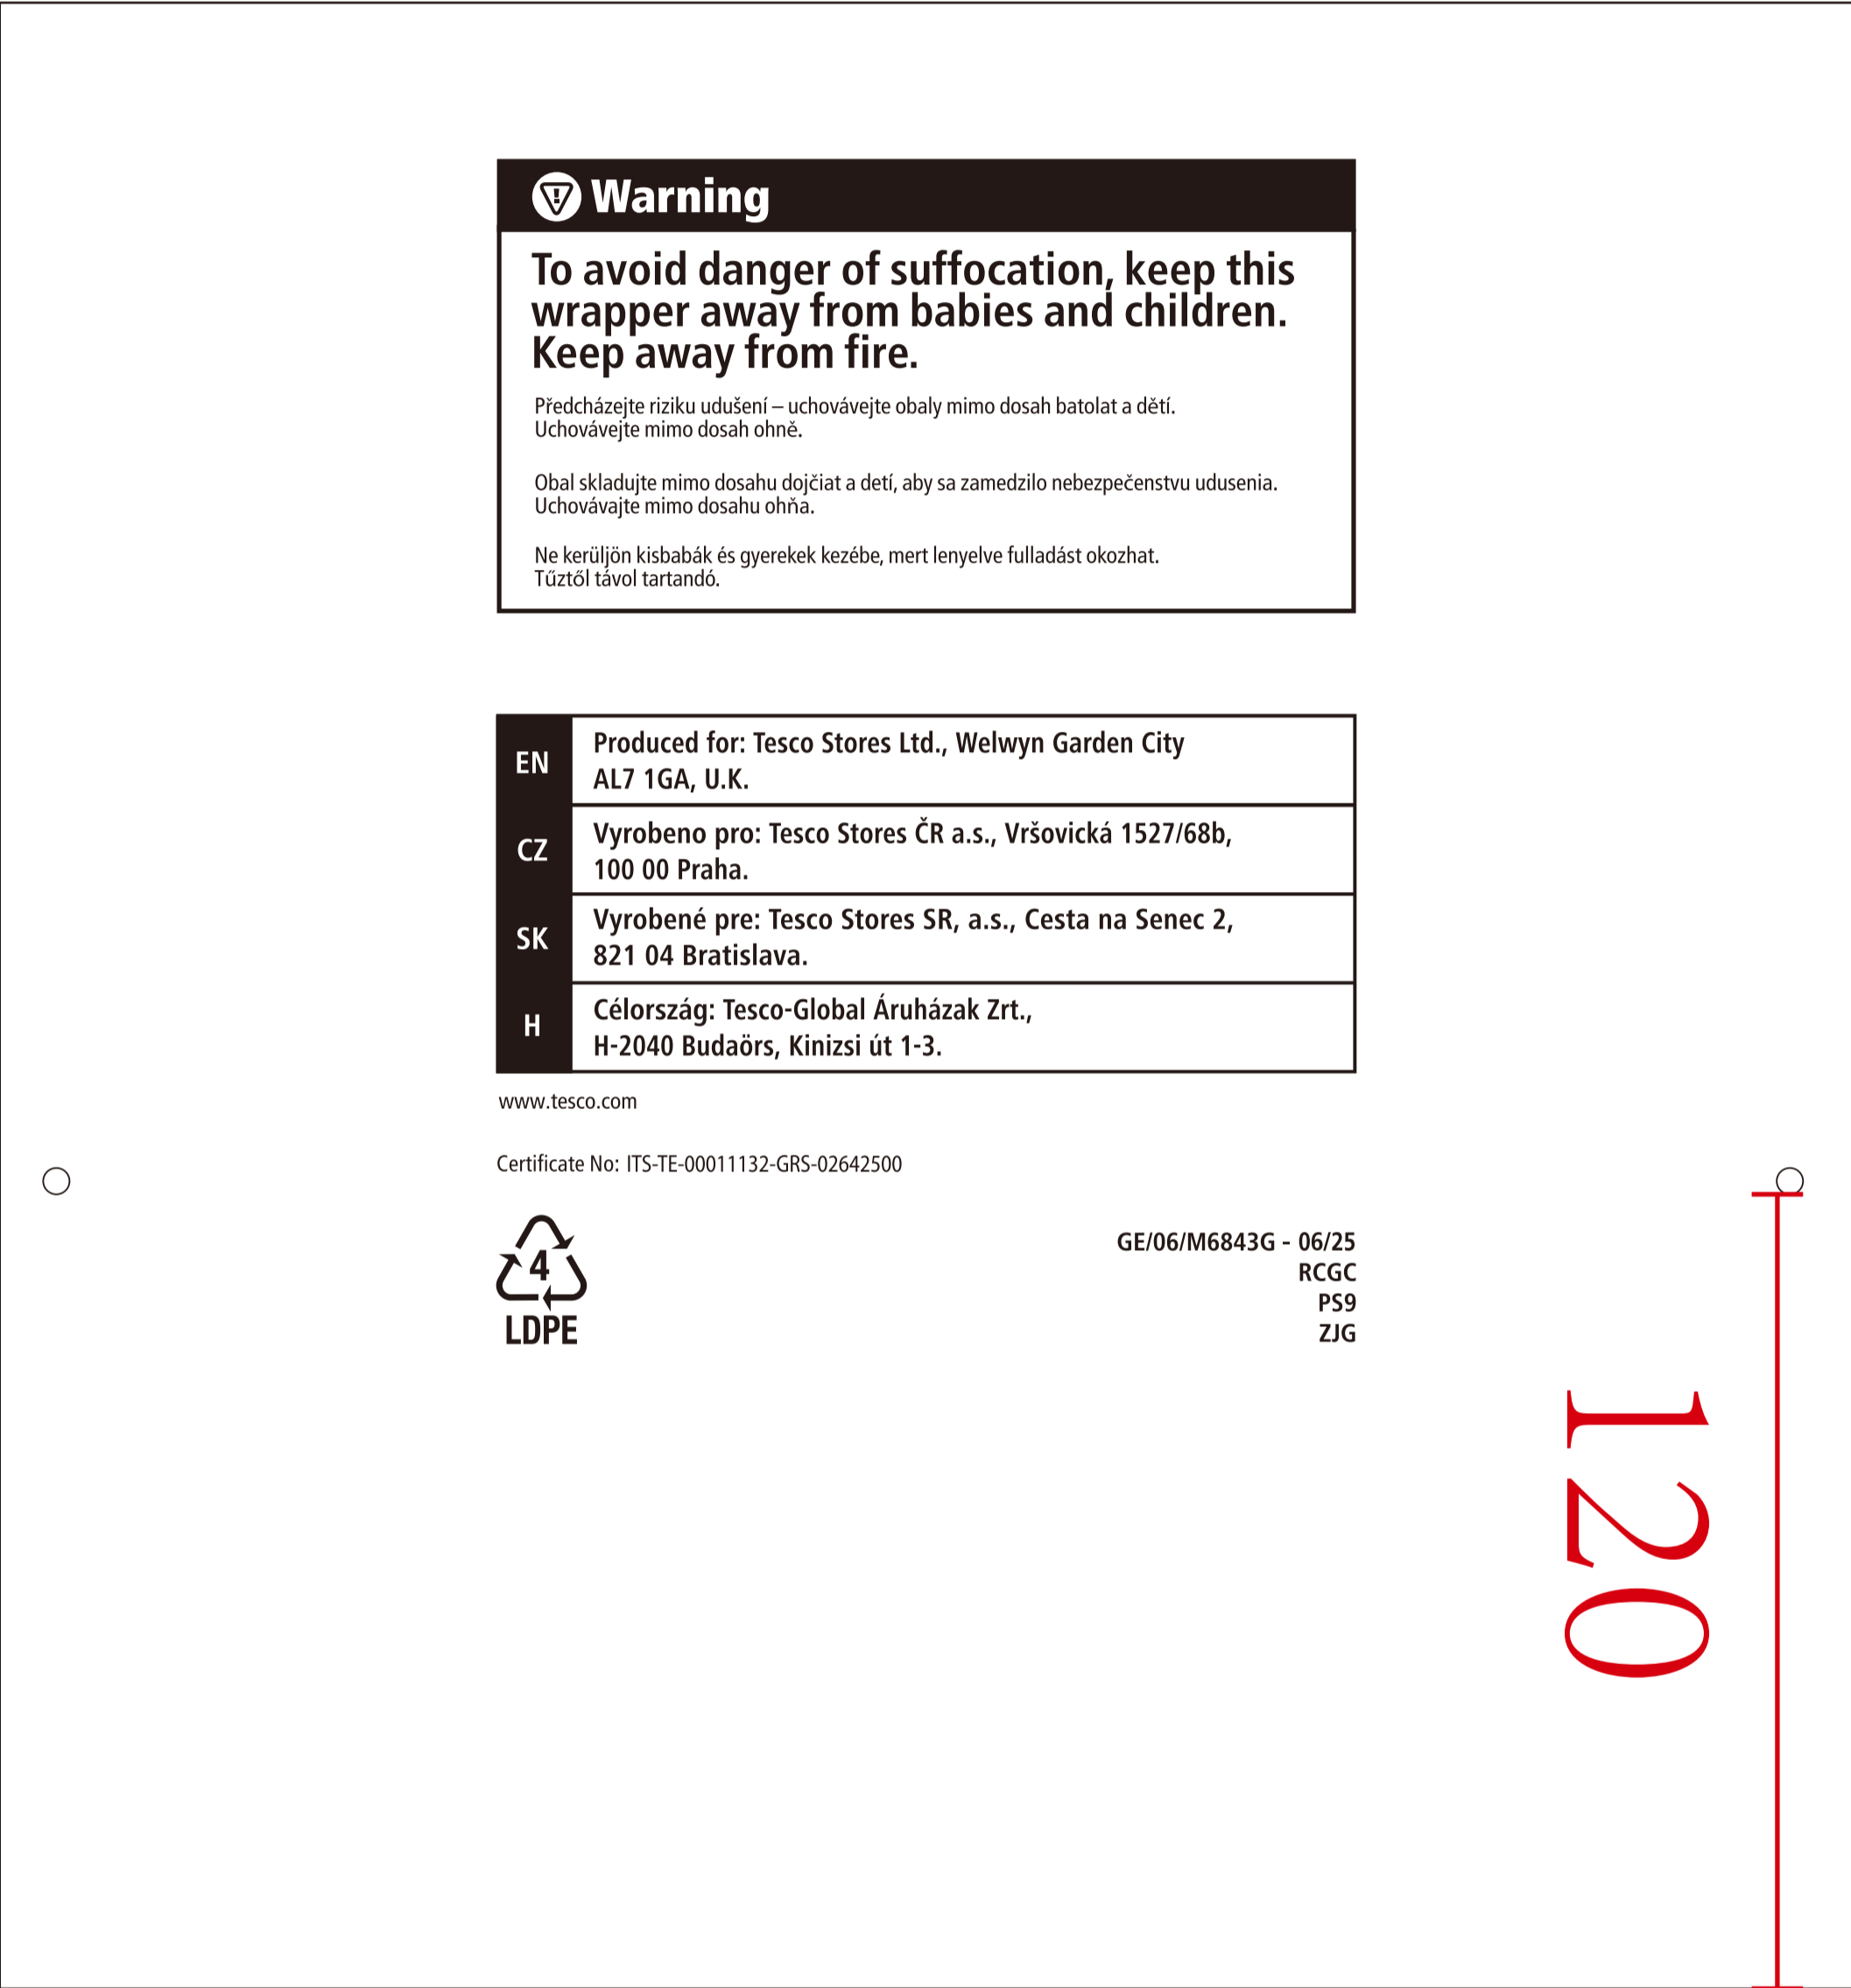 Warning
To avoid danger of suffocation, keep this
wrapper away from babies and children.
Keep away from fire.
Předcházejte riziku udušení – uchovávejte obaly mimo dosah batolat a dětí.
Uchovávejte mimo dosah ohně.
Obal skladujte mimo dosahu dojčiat a detí, aby sa zamedzilo nebezpečenstvu udusenia.
Uchovávajte mimo dosahu ohňa.
Ne kerüljön kisbabák és gyerekek kezébe, mert lenyelve fulladást okozhat.
Tűztől távol tartandó.
EN
Produced for: Tesco Stores Ltd., Welwyn Garden City
AL7 1GA, U.K.
CZ
Vyrobeno pro: Tesco Stores ČR a.s., Vršovická 1527/68b,
100 00 Praha.
SK
Vyrobené pre: Tesco Stores SR, a.s., Cesta na Senec 2,
821 04 Bratislava.
H
Célország: Tesco-Global Áruházak Zrt.,
H-2040 Budaörs, Kinizsi út 1-3.
www.tesco.com
Certificate No: ITS-TE-00011132-GRS-02642500
4
LDPE
GE/06/M6843G - 06/25
RCGC
PS9
ZJG
120